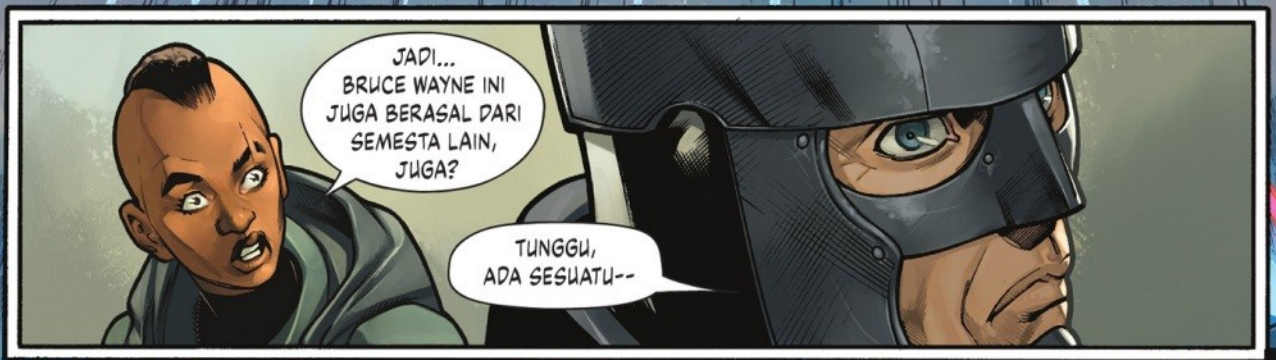 JADI...
BRUCE WAYNE INI
JUGA BERASAL DARI
SEMESTA LAIN,
JUGA?
TUNGGU,
ADA SESUATU--